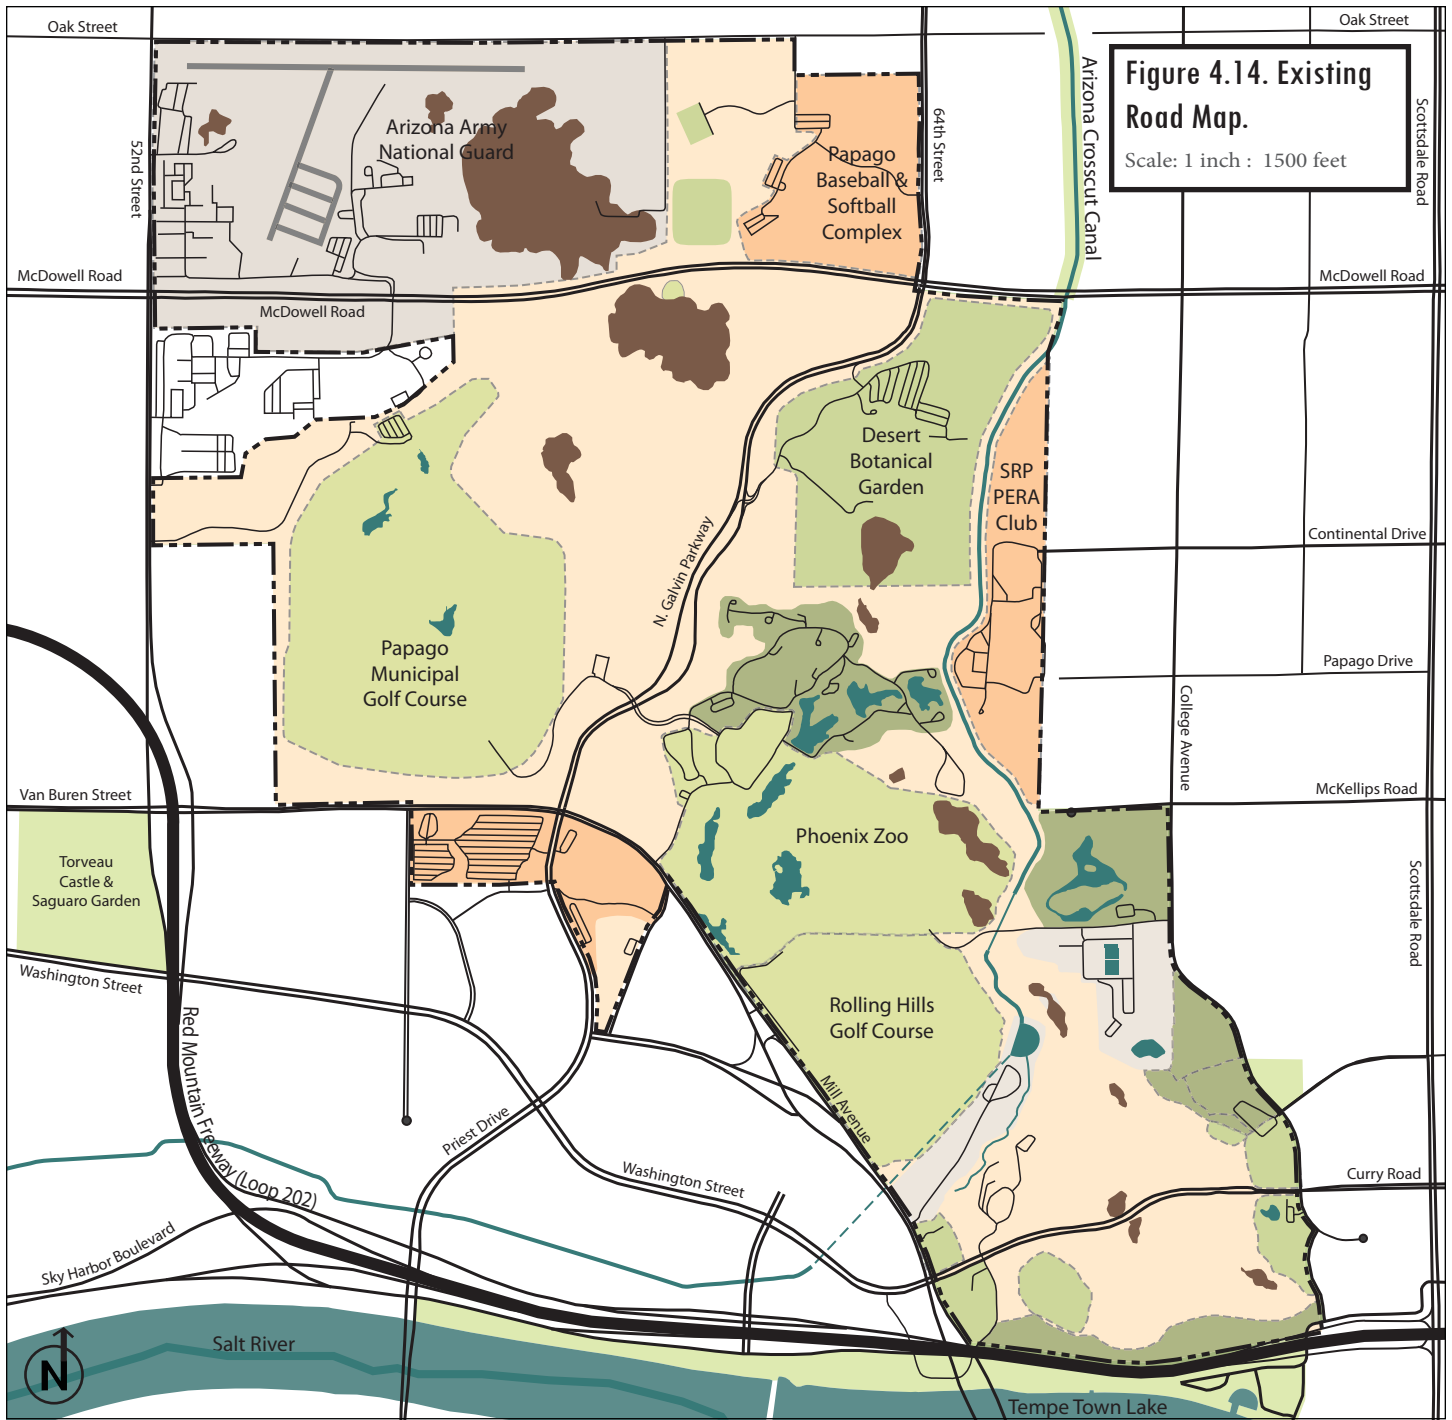 Oak Street
Oak Street
Figure 4.14. Existing
Road Map.
Scale: 1 inch : 1500 feet
Arizona Army
National Guard
52nd Street
64th Street
Arizona Crosscut Canal
Scottsdale Road
Papago
Baseball &
Softball
Complex
McDowell Road
McDowell Road
McDowell Road
Desert
Botanical
Garden
SRP
PERA
Club
Continental Drive
N. Galvin Parkway
Papago
Municipal
Golf Course
Papago Drive
College Avenue
Van Buren Street
McKellips Road
Phoenix Zoo
Torveau
Castle &
Saguaro Garden
Scottsdale Road
Washington Street
Rolling Hills
Golf Course
Red Mountain Freeway (Loop 202)
Mill Avenue
Priest Drive
Washington Street
Curry Road
Sky Harbor Boulevard
Salt River
N
Tempe Town Lake